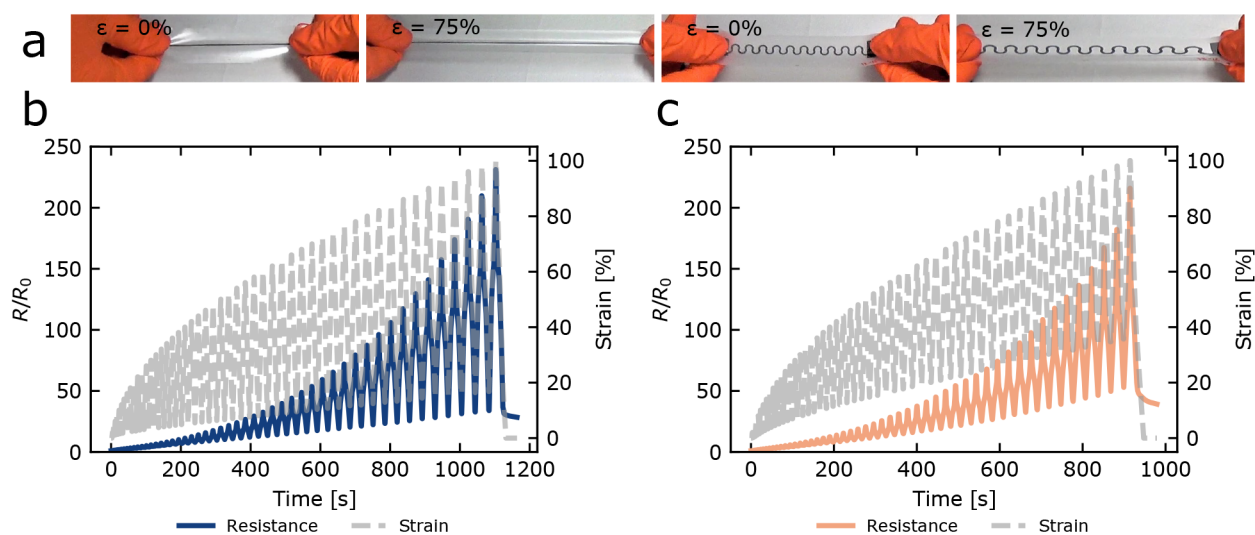 a
ε = 0%
ε = 75%
ε = 0%
ε = 75%
b
250
200
150
100
50
0
R/R0
100
80
60
40
20
0
Strain [%]
0 200 400 600 800 1000 1200
Time [s]
Resistance Strain
c
250
200
150
100
50
0
R/R0
100
80
60
40
20
0
Strain [%]
0 200 400 600 800 1000
Time [s]
Resistance Strain